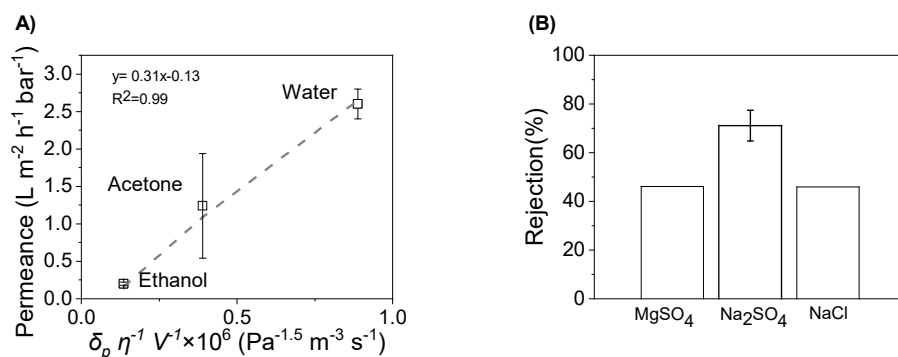 A)
Permeance (L m⁻² h⁻¹ bar⁻¹)
3.0
2.5
2.0
1.5
1.0
0.5
0.0
y= 0.31x-0.13
R²=0.99
Water
Acetone
Ethanol
0.0
0.5
1.0
δₚ η⁻¹ V⁻¹×10⁶ (Pa⁻¹·⁵ m⁻³ s⁻¹)
B)
Rejection(%)
100
80
60
40
20
0
MgSO₄
Na₂SO₄
NaCl